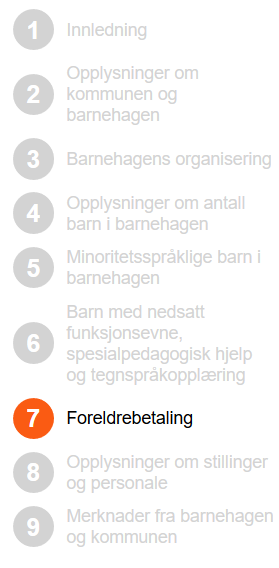 1 Innledning
2 Opplysninger om
kommunen og
barnehagen
3 Barnehagens organisering
4 Opplysninger om antall
barn i barnehagen
5 Minoritetsspråklige barn i
barnehagen
6 Barn med nedsatt
funksjonsevne,
spesialpedagogisk hjelp
og tegnspråkopplæring
7 Foreldrebetaling
8 Opplysninger om stillinger
og personale
9 Merknader fra barnehagen
og kommunen